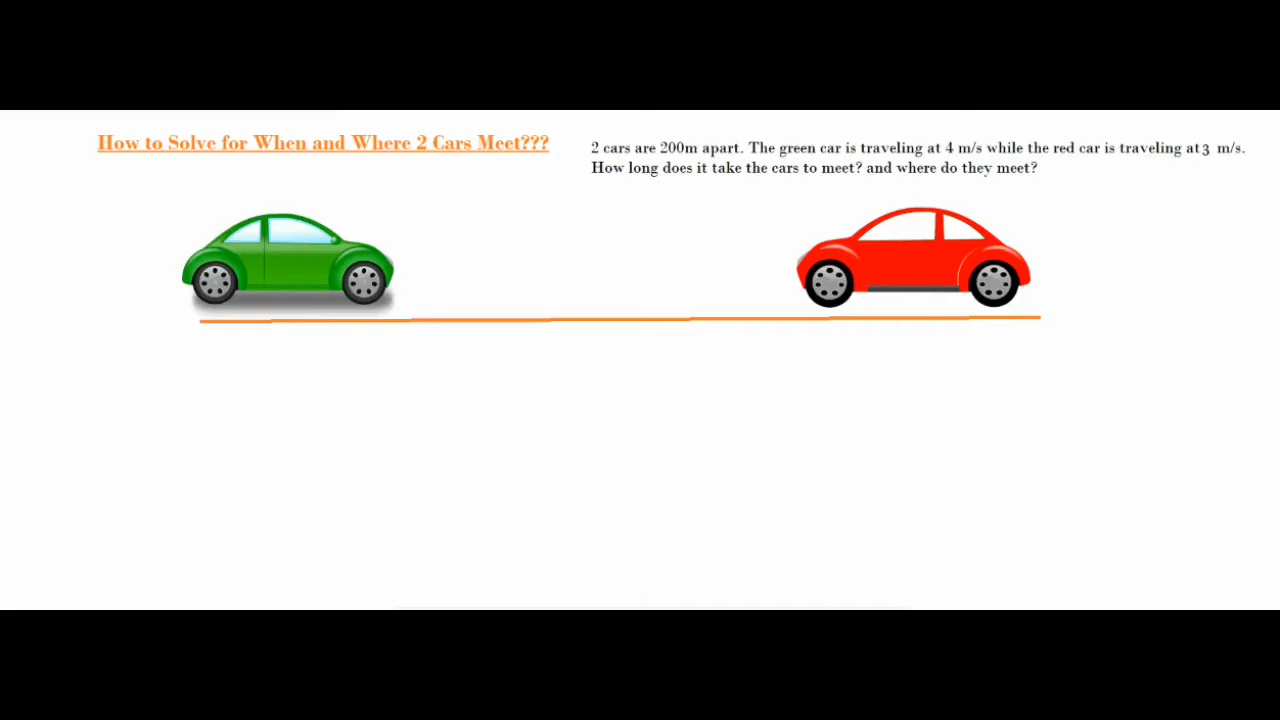 How to Solve for When and Where 2 Cars Meet???
2 cars are 200m apart. The green car is traveling at 4 m/s while the red car is traveling at 3 m/s.
How long does it take the cars to meet? and where do they meet?